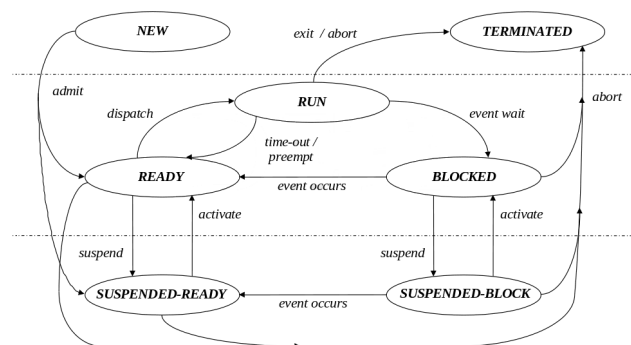 NEW
TERMINATED
exit / abort
admit
abort
RUN
dispatch
event wait
time-out /
preempt
READY
BLOCKED
event occurs
activate
activate
suspend
suspend
SUSPENDED-READY
SUSPENDED-BLOCK
event occurs